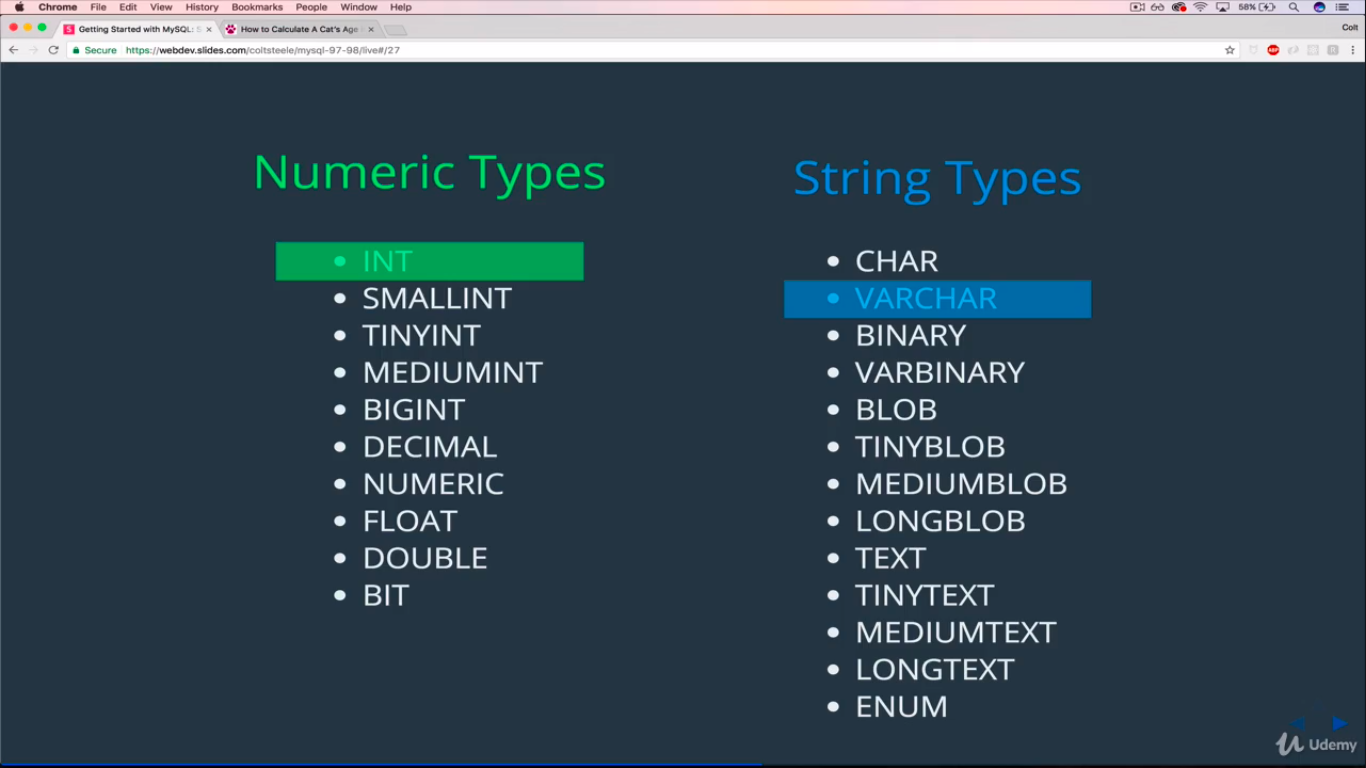 Chrome File Edit View History Bookmarks People Window Help 58%
Getting Started with MySQL: S How to Calculate A Cat's Age Colt
Secure https://webdev.slides.com/coltsteele/mysql-97-98/live#/27 ABP
Numeric Types
INT
SMALLINT
TINYINT
MEDIUMINT
BIGINT
DECIMAL
NUMERIC
FLOAT
DOUBLE
BIT
String Types
CHAR
VARCHAR
BINARY
VARBINARY
BLOB
TINYBLOB
MEDIUMBLOB
LONGBLOB
TEXT
TINYTEXT
MEDIUMTEXT
LONGTEXT
ENUM
Udemy